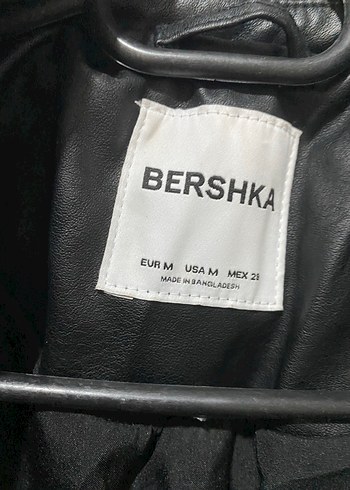 BERSHKA
EUR M USA M MEX 28
MADE IN BANGLADESH